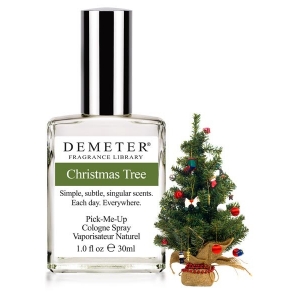 DEMETER®
FRAGRANCE LIBRARY
Christmas Tree
Simple, subtle, singular scents.
Each day. Everywhere.
Pick-Me-Up
Cologne Spray
Vaporisateur Naturel
1.0 fl oz ℮ 30ml